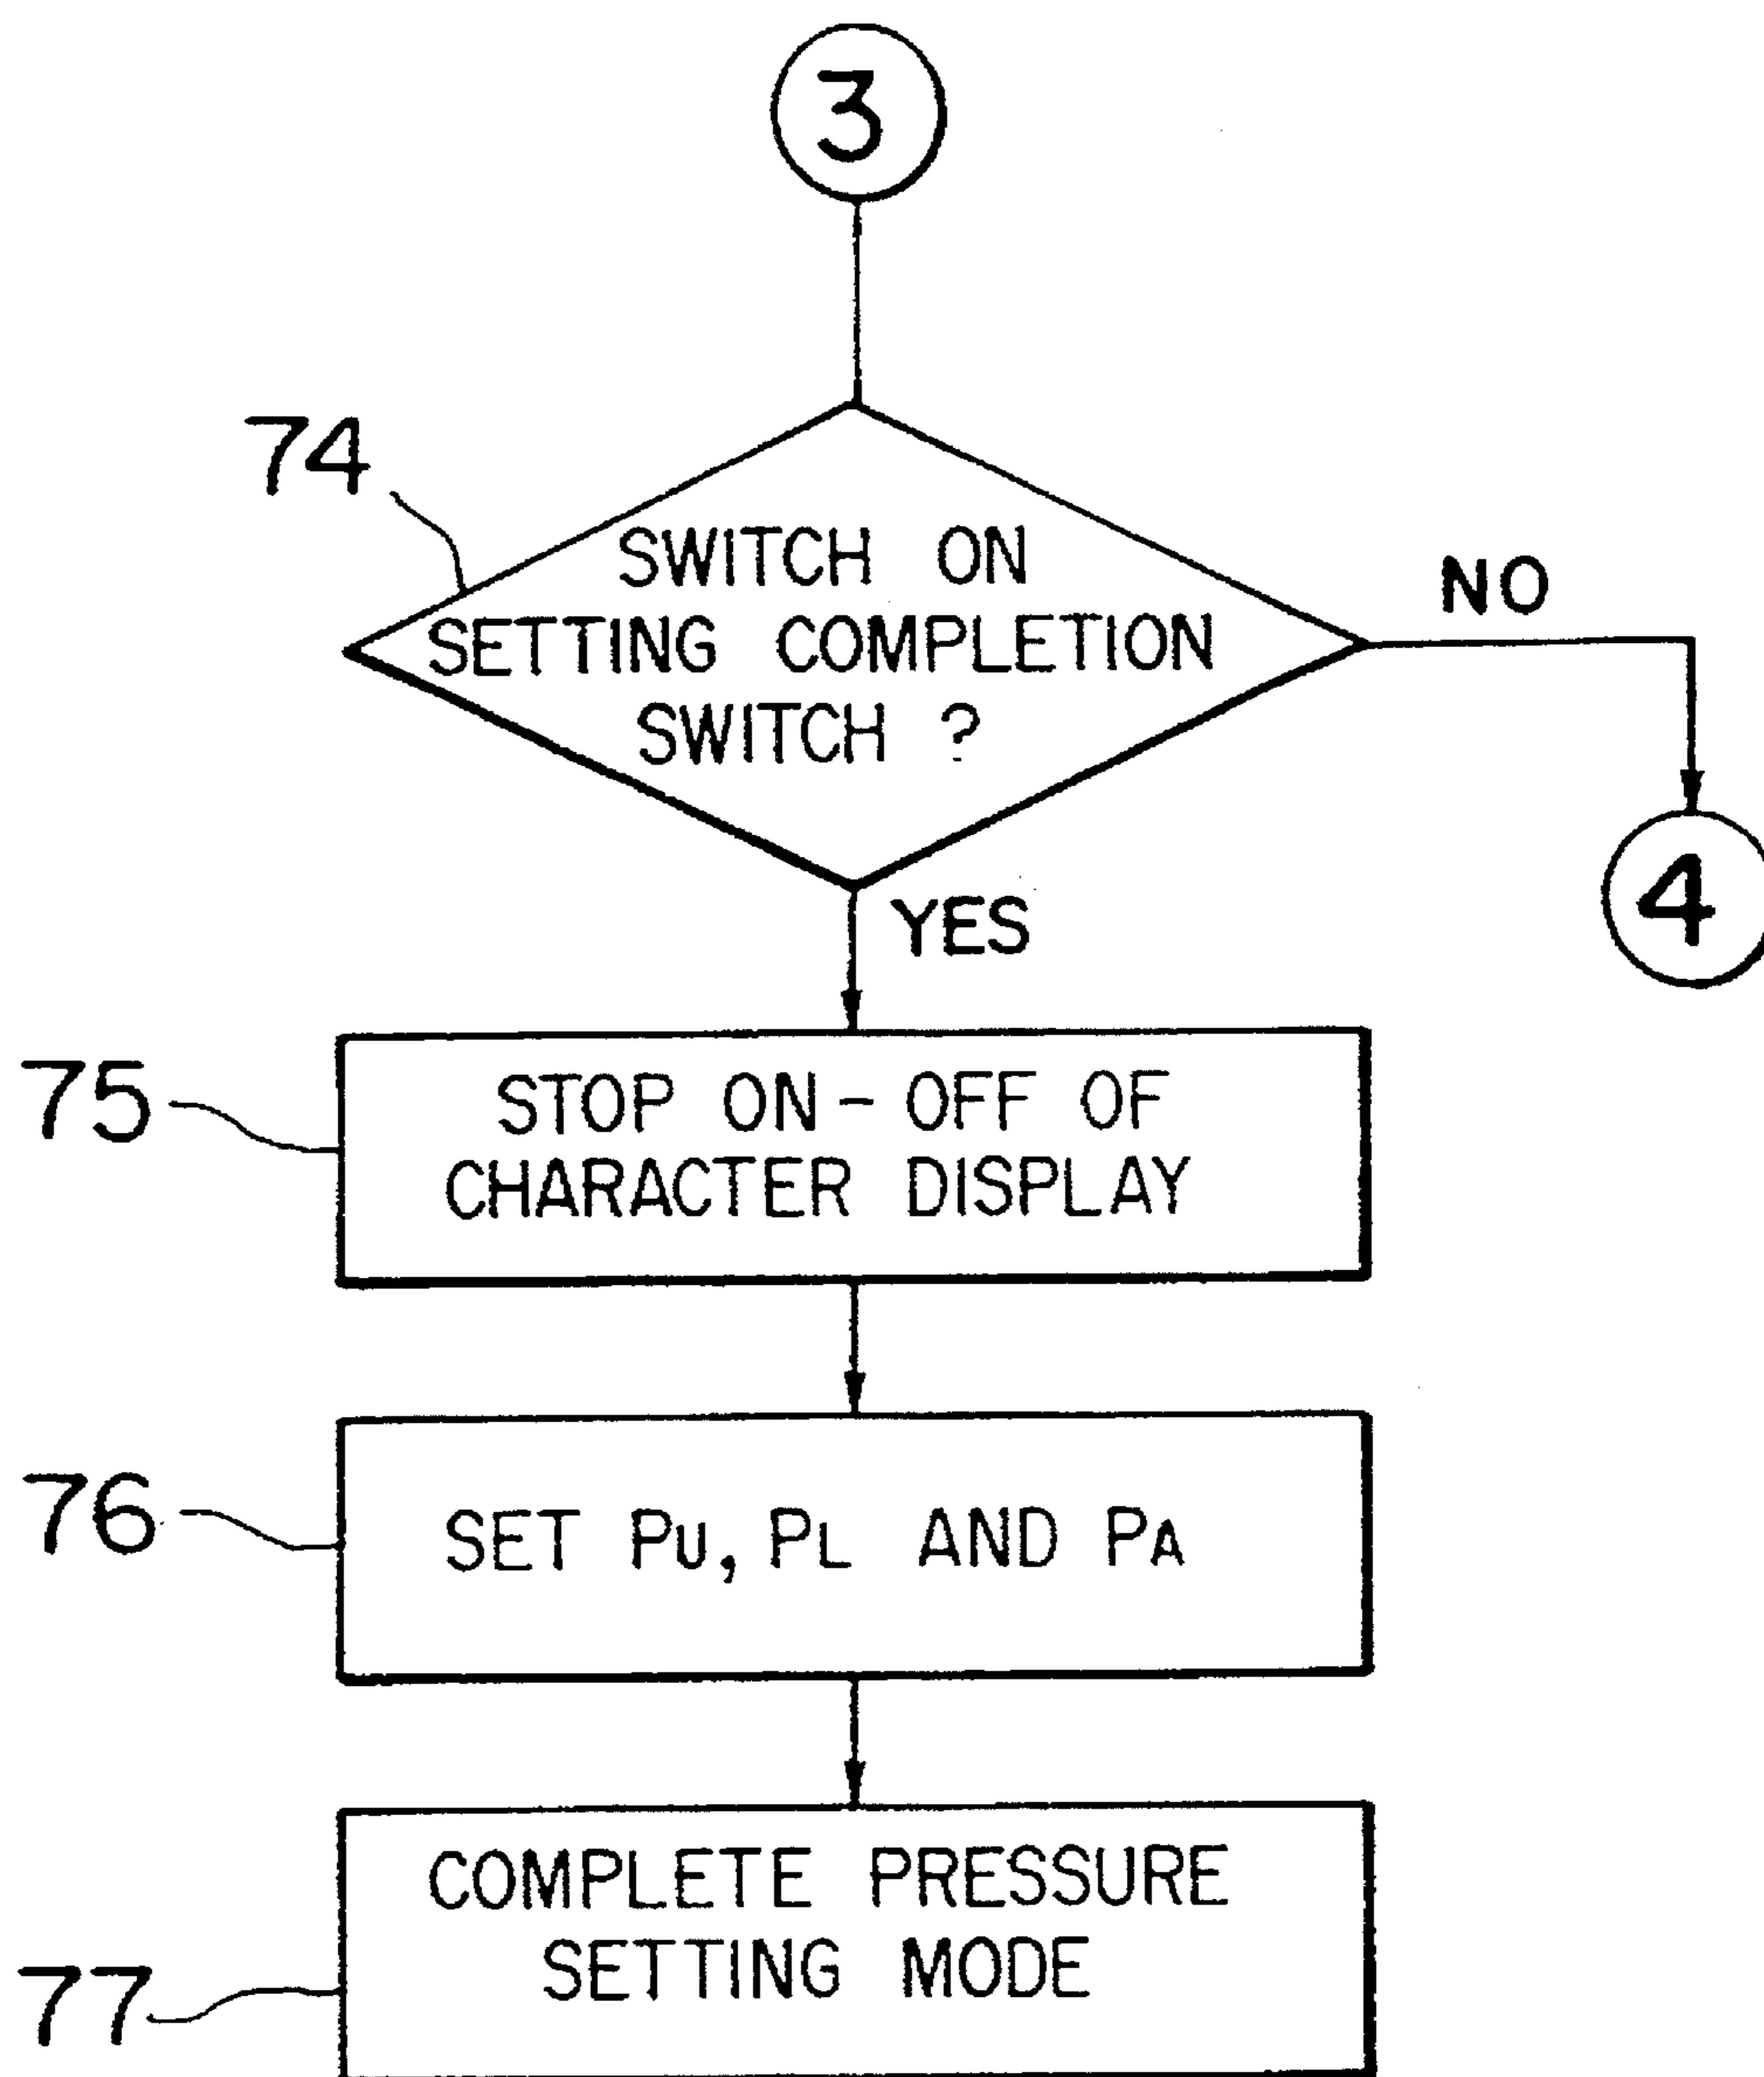 3
74
SWITCH ON
SETTING COMPLETION
SWITCH ?
NO
4
YES
75
STOP ON-OFF OF
CHARACTER DISPLAY
76
SET PU, PL AND PA
77
COMPLETE PRESSURE
SETTING MODE